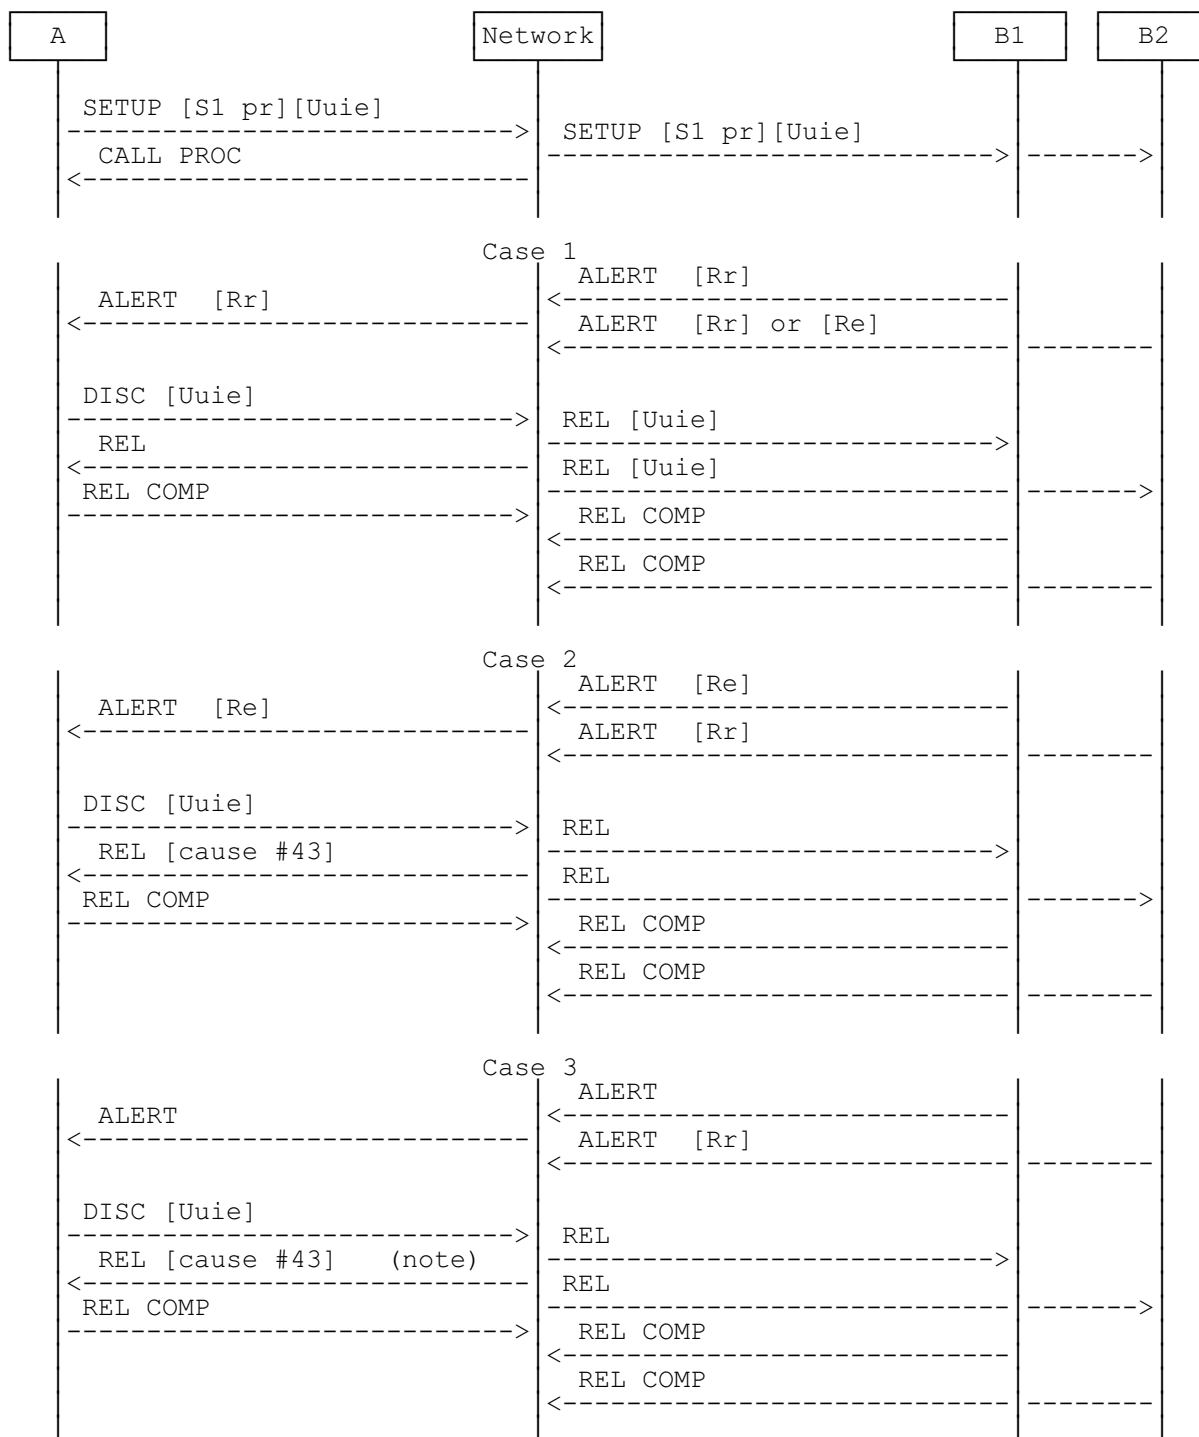 A Network B1 B2
SETUP [S1 pr][Uuie]
SETUP [S1 pr][Uuie]
CALL PROC
Case 1
ALERT [Rr]
ALERT [Rr]
ALERT [Rr] or [Re]
DISC [Uuie]
REL [Uuie]
REL
REL [Uuie]
REL COMP
REL COMP
REL COMP
Case 2
ALERT [Re]
ALERT [Re]
ALERT [Rr]
DISC [Uuie]
REL
REL [cause #43]
REL
REL COMP
REL COMP
REL COMP
Case 3
ALERT
ALERT
ALERT [Rr]
DISC [Uuie]
REL
REL [cause #43] (note)
REL
REL COMP
REL COMP
REL COMP